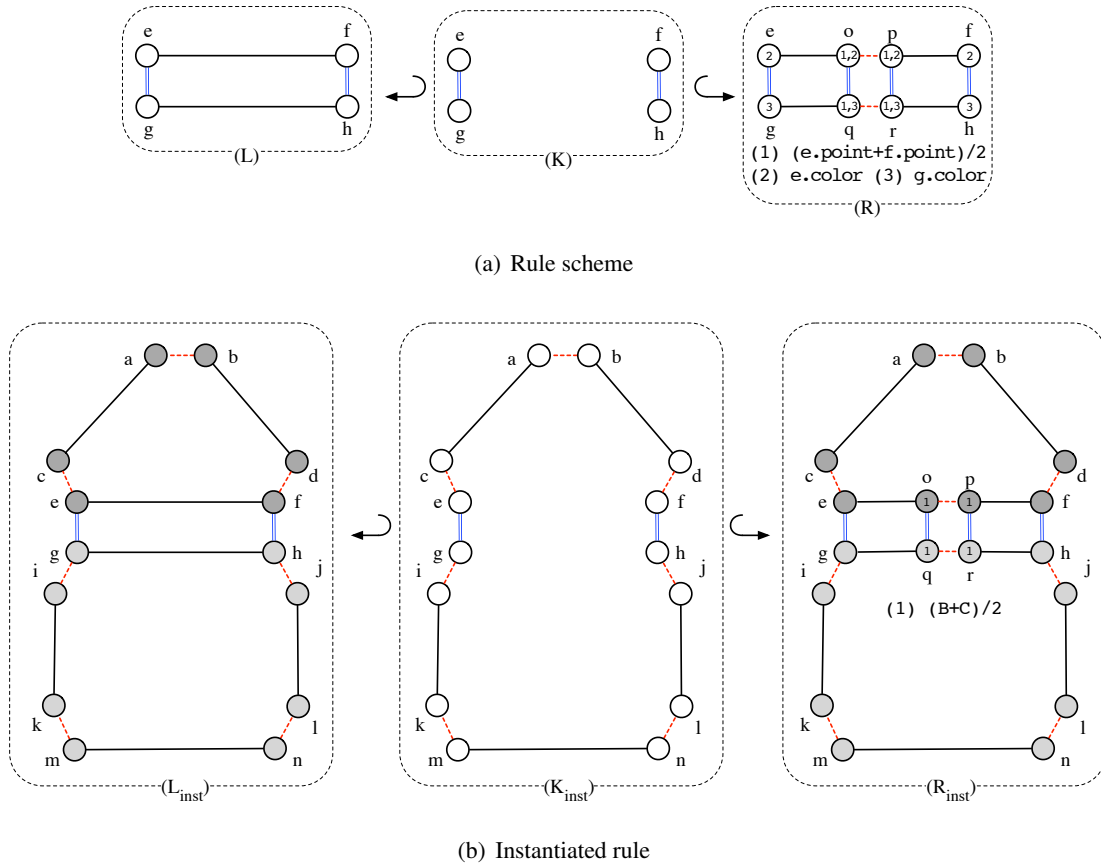 e f e f e o p f
2 1,2 1,2 2
3 1,3 1,3 3
g h g h g q r h
(1) (e.point+f.point)/2
(2) e.color (3) g.color
(L) (K) (R)
(a) Rule scheme
a b a b a b
c d c d c o p d
e f e f e 1 1 f
g h g h g 1 1 h
i j i j i q r j
(1) (B+C)/2
k l k l k l
m n m n m n
(L_inst) (K_inst) (R_inst)
(b) Instantiated rule